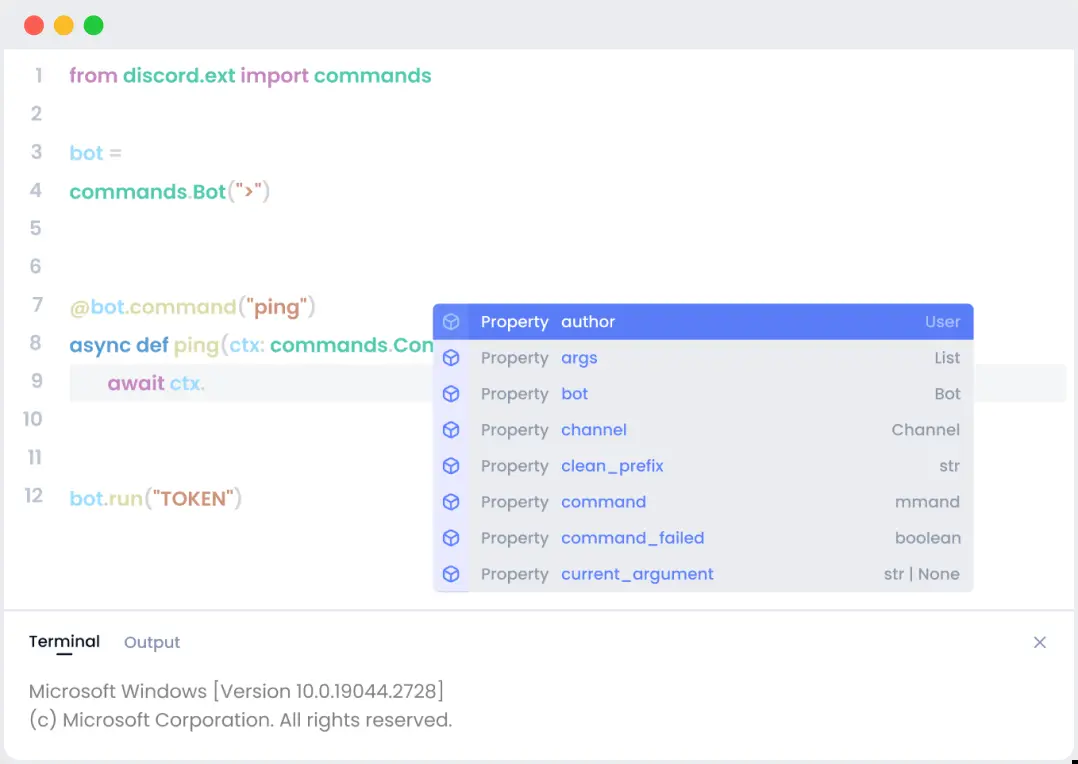 1 from discord.ext import commands
2
3 bot =
4 commands.Bot(">")
5
6
7 @bot.command("ping")
8 async def ping(ctx: commands.Con
9 await ctx.
10
11
12 bot.run("TOKEN")
Property author User
Property args List
Property bot Bot
Property channel Channel
Property clean_prefix str
Property command mmand
Property command_failed boolean
Property current_argument str | None
Terminal Output
Microsoft Windows [Version 10.0.19044.2728]
(c) Microsoft Corporation. All rights reserved.